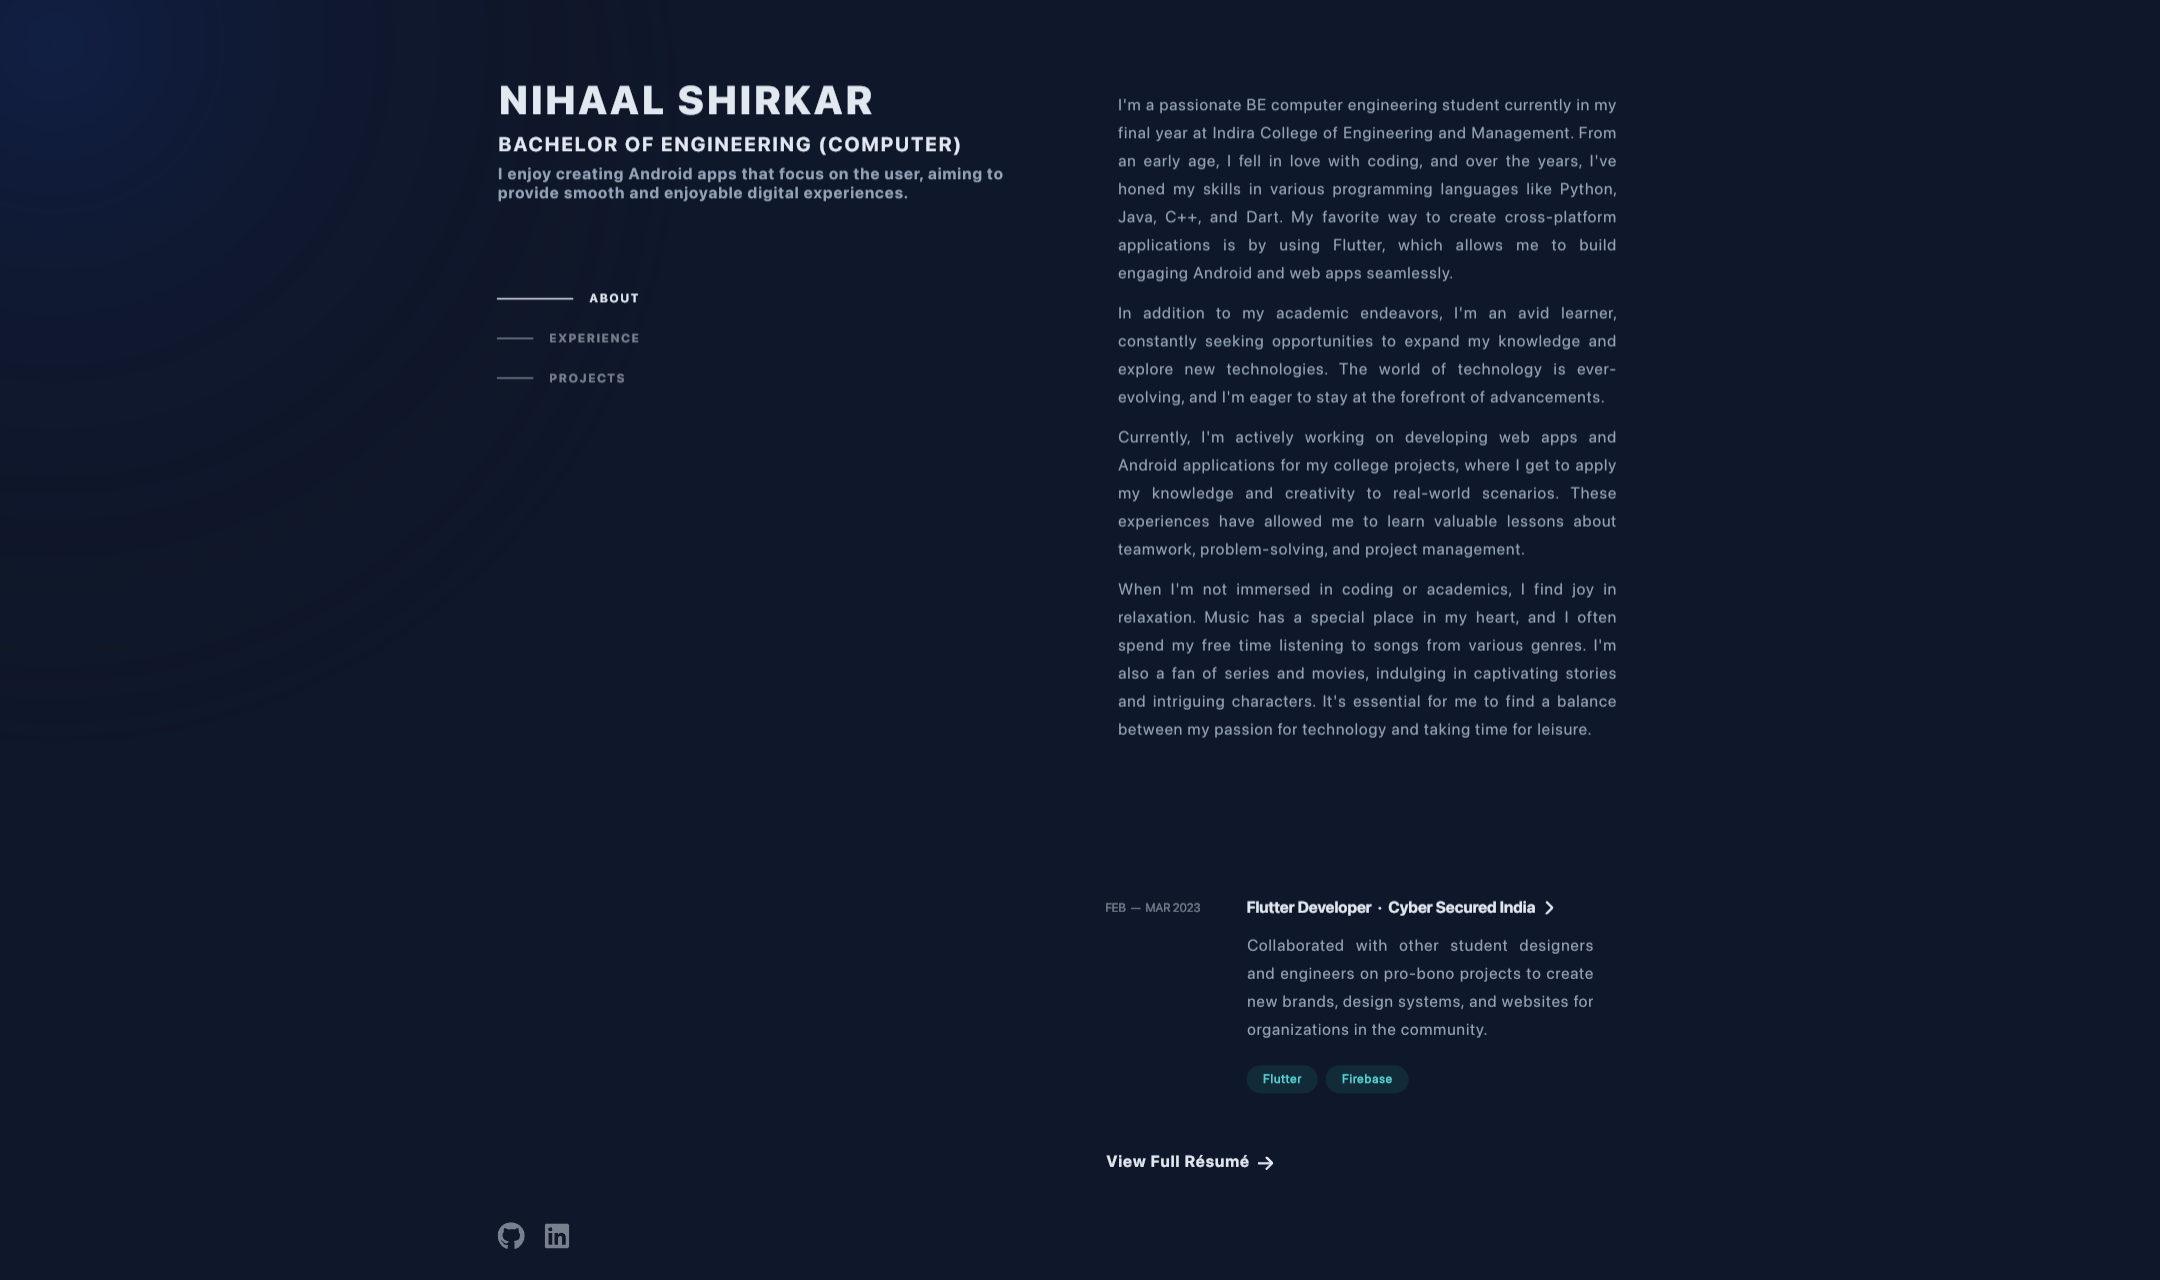 NIHAAL SHIRKAR
BACHELOR OF ENGINEERING (COMPUTER)
I enjoy creating Android apps that focus on the user, aiming to
provide smooth and enjoyable digital experiences.
ABOUT
EXPERIENCE
PROJECTS
I'm a passionate BE computer engineering student currently in my
final year at Indira College of Engineering and Management. From
an early age, I fell in love with coding, and over the years, I've
honed my skills in various programming languages like Python,
Java, C++, and Dart. My favorite way to create cross-platform
applications is by using Flutter, which allows me to build
engaging Android and web apps seamlessly.
In addition to my academic endeavors, I'm an avid learner,
constantly seeking opportunities to expand my knowledge and
explore new technologies. The world of technology is ever-
evolving, and I'm eager to stay at the forefront of advancements.
Currently, I'm actively working on developing web apps and
Android applications for my college projects, where I get to apply
my knowledge and creativity to real-world scenarios. These
experiences have allowed me to learn valuable lessons about
teamwork, problem-solving, and project management.
When I'm not immersed in coding or academics, I find joy in
relaxation. Music has a special place in my heart, and I often
spend my free time listening to songs from various genres. I'm
also a fan of series and movies, indulging in captivating stories
and intriguing characters. It's essential for me to find a balance
between my passion for technology and taking time for leisure.
FEB — MAR 2023
Flutter Developer · Cyber Secured India
Collaborated with other student designers
and engineers on pro-bono projects to create
new brands, design systems, and websites for
organizations in the community.
Flutter
Firebase
View Full Résumé
in